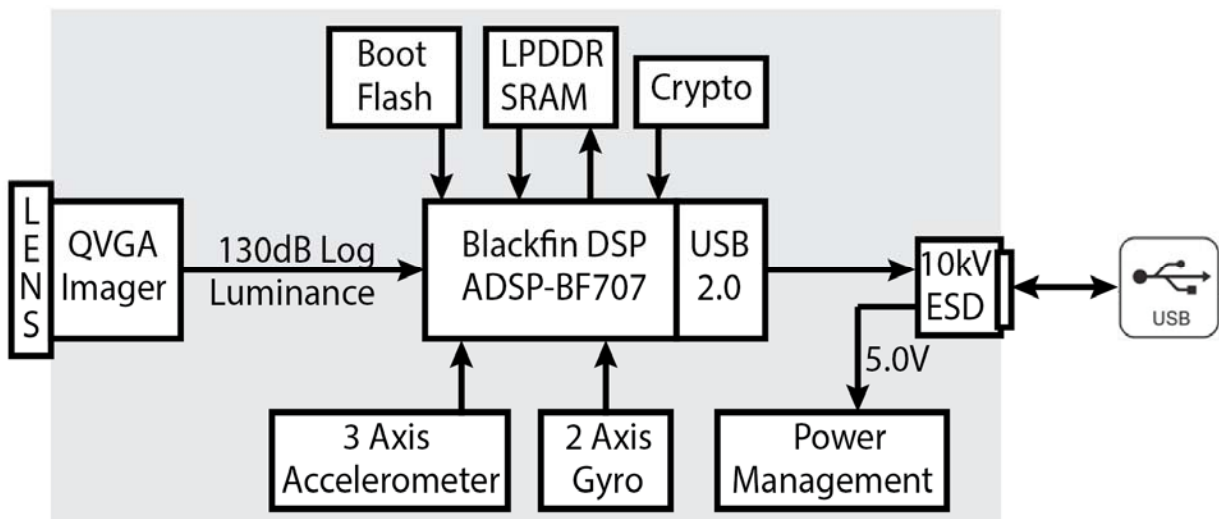 Boot
Flash
LPDDR
SRAM
Crypto
LENS
QVGA
Imager
130dB Log
Luminance
Blackfin DSP
ADSP-BF707
USB
2.0
10kV
ESD
USB
5.0V
3 Axis
Accelerometer
2 Axis
Gyro
Power
Management